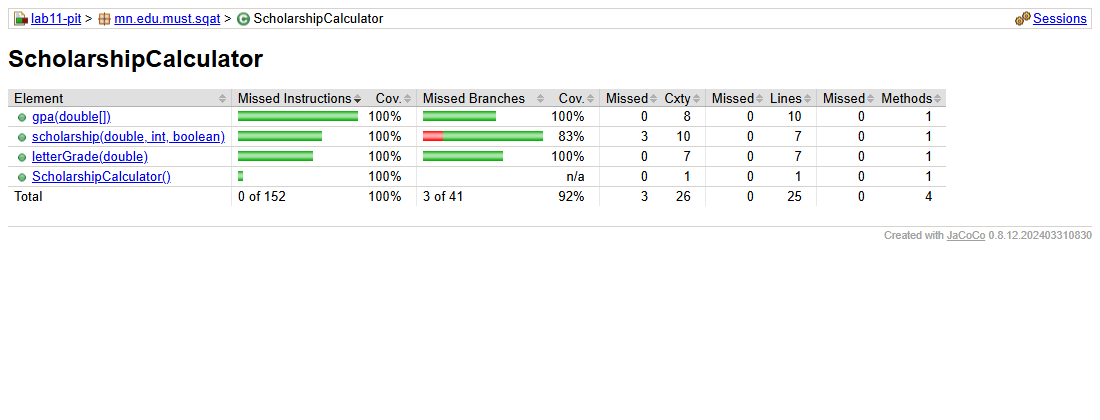 lab11-pit > mn.edu.must.sqat > ScholarshipCalculator Sessions
ScholarshipCalculator
Element Missed Instructions Cov. Missed Branches Cov. Missed Cxty Missed Lines Missed Methods
gpa(double[]) 100% 100% 0 8 0 10 0 1
scholarship(double, int, boolean) 100% 83% 3 10 0 7 0 1
letterGrade(double) 100% 100% 0 7 0 7 0 1
ScholarshipCalculator() 100% n/a 0 1 0 1 0 1
Total 0 of 152 100% 3 of 41 92% 3 26 0 25 0 4
Created with JaCoCo 0.8.12.202403310830